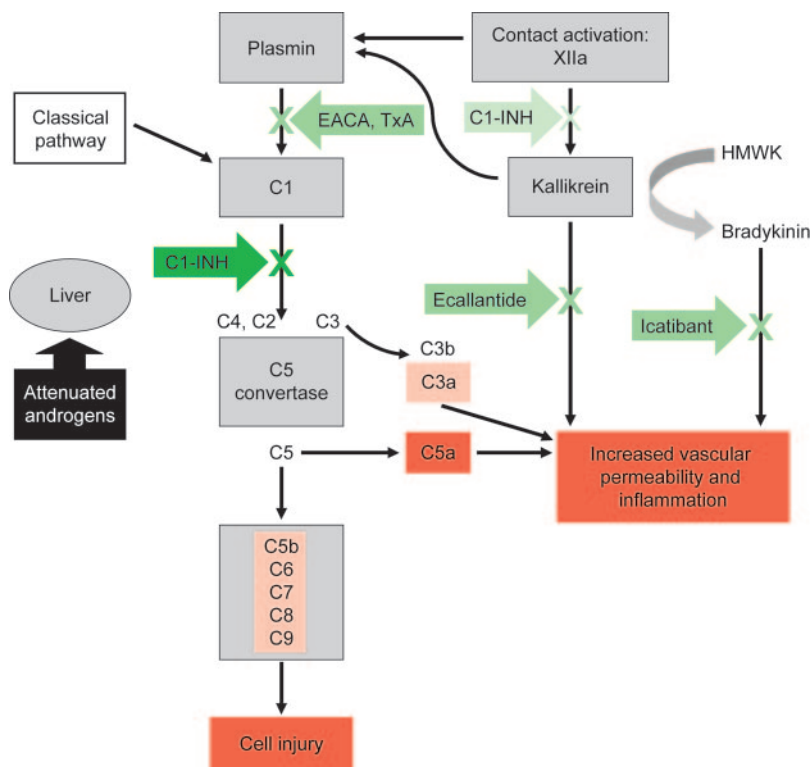 Plasmin
Contact activation:
XIIa
Classical
pathway
EACA, TxA
C1-INH
HMWK
C1
Kallikrein
Bradykinin
C1-INH
Liver
Ecallantide
Icatibant
C4, C2
C3
C3b
C3a
C5
convertase
Attenuated
androgens
C5
C5a
Increased vascular
permeability and
inflammation
C5b
C6
C7
C8
C9
Cell injury